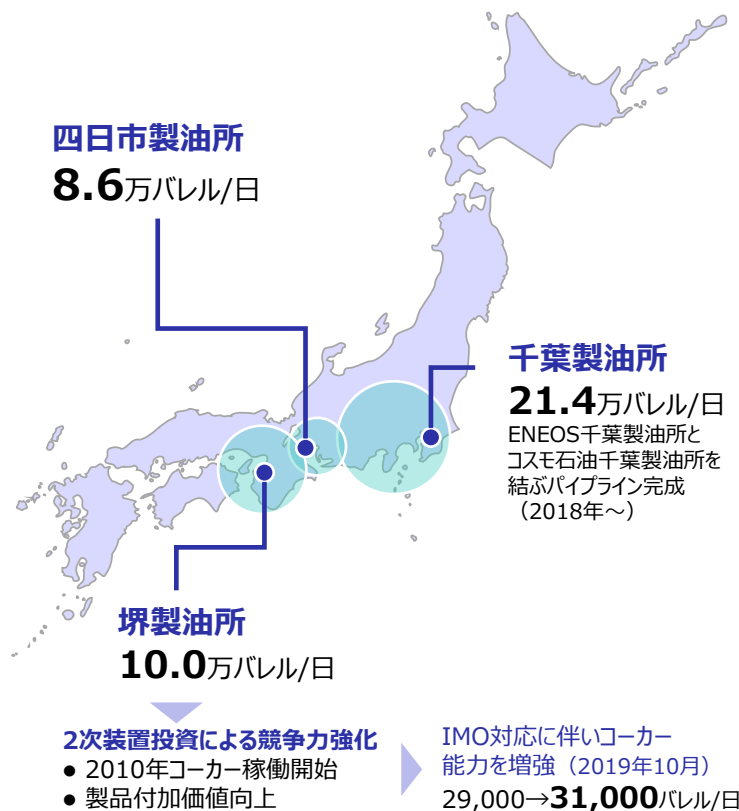 四日市製油所
8.6万バレル/日
千葉製油所
21.4万バレル/日
ENEOS千葉製油所と
コスモ石油千葉製油所を
結ぶパイプライン完成
（2018年～）
堺製油所
10.0万バレル/日
2次装置投資による競争力強化
● 2010年コーカー稼働開始
● 製品付加価値向上
IMO対応に伴いコーカー
能力を増強（2019年10月）
29,000→31,000バレル/日